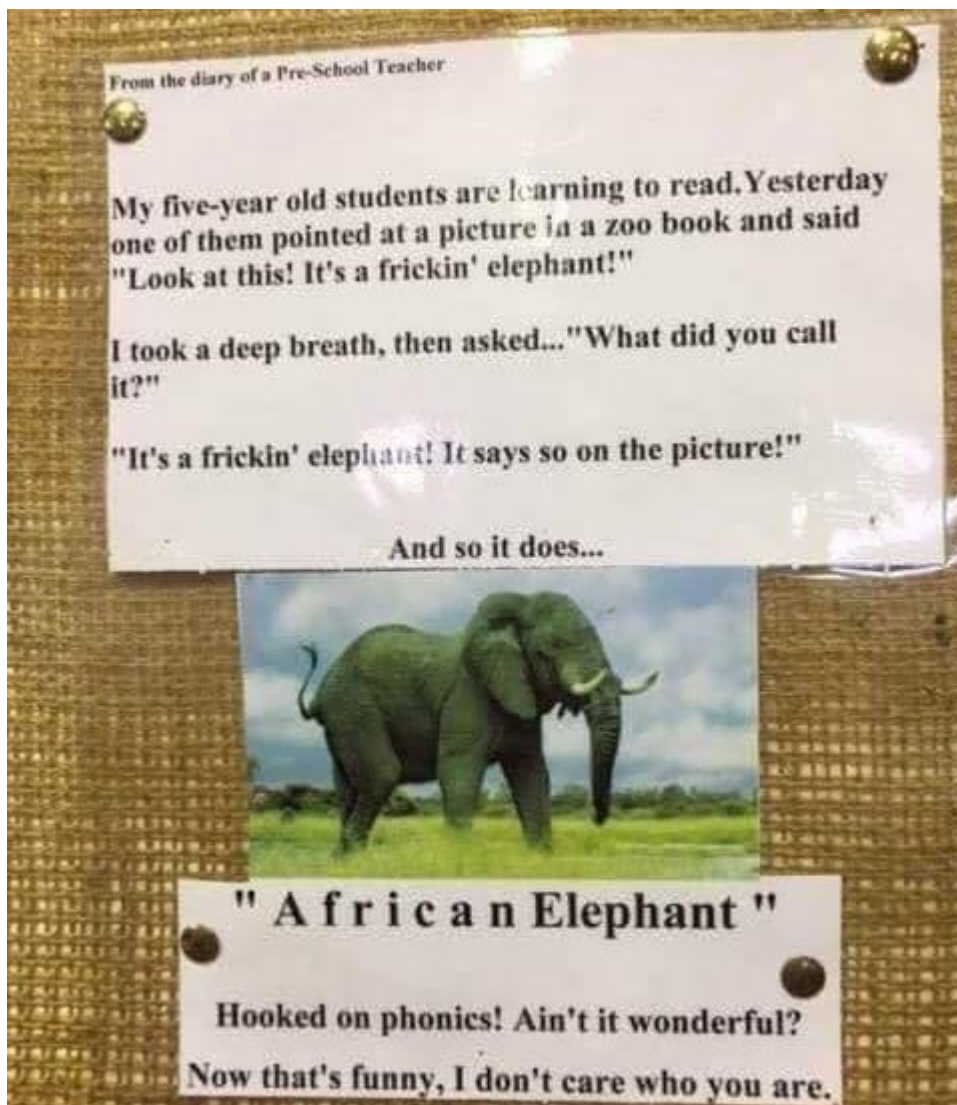 From the diary of a Pre-School Teacher
My five-year old students are learning to read.Yesterday
one of them pointed at a picture in a zoo book and said
"Look at this! It's a frickin' elephant!"
I took a deep breath, then asked..."What did you call
it?"
"It's a frickin' elephant! It says so on the picture!"
And so it does...
" A f r i c a n Elephant "
Hooked on phonics! Ain't it wonderful?
Now that's funny, I don't care who you are.